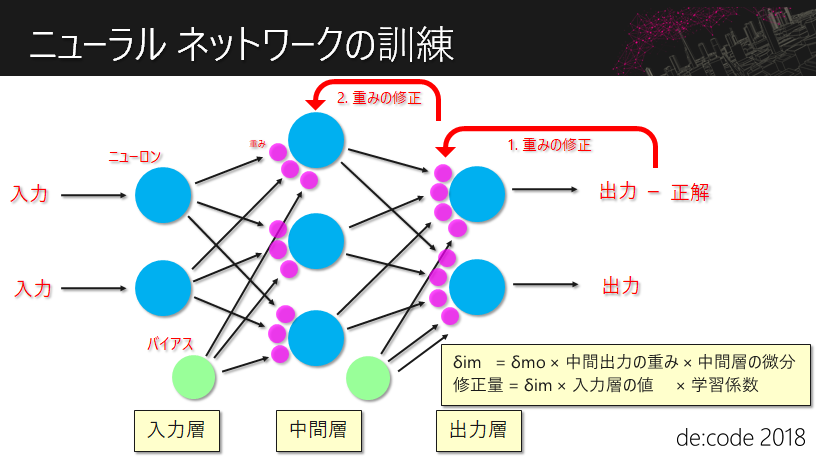 ニューラル ネットワークの訓練
2. 重みの修正
1. 重みの修正
重み
ニューロン
入力
出力 − 正解
入力
出力
バイアス
δim = δmo × 中間出力の重み × 中間層の微分
修正量 = δim × 入力層の値 × 学習係数
入力層
中間層
出力層
de:code 2018